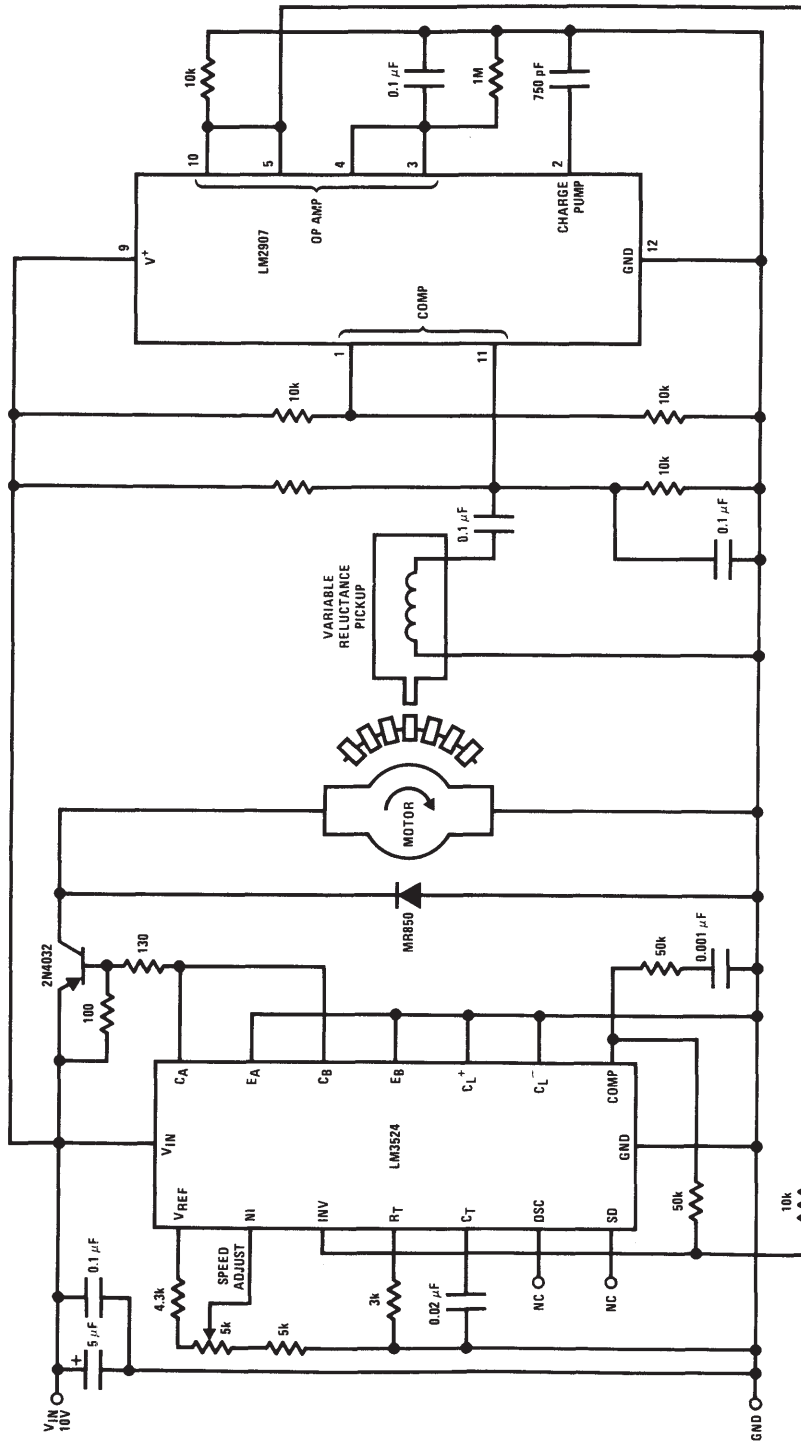 VIN
10V
5 µF
+
0.1 µF
4.3k
5k
SPEED
ADJUST
5k
3k
0.02 µF
NC
NC
GND
VIN
VREF
NI
INV
RT
CT
OSC
SD
LM3524
CA
EA
CB
EB
CL+
CL−
COMP
GND
50k
10k
100
130
2N4032
50k
0.001 µF
MR850
MOTOR
VARIABLE
RELUCTANCE
PICKUP
0.1 µF
0.1 µF
10k
10k
10k
1
11
COMP
9
V+
LM2907
OP AMP
CHARGE
PUMP
GND
12
10
5
4
3
2
10k
0.1 µF
1M
750 pF